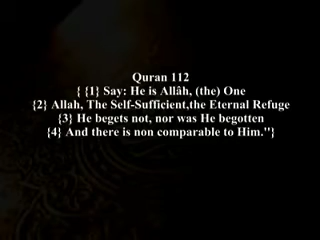 Quran 112
{ {1} Say: He is Allâh, (the) One
{2} Allah, The Self-Sufficient,the Eternal Refuge
{3} He begets not, nor was He begotten
{4} And there is non comparable to Him."}